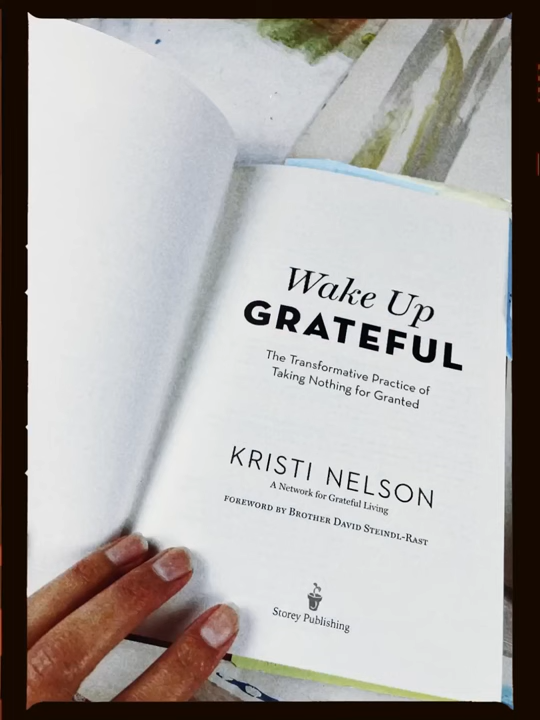 Wake Up
GRATEFUL
The Transformative Practice of
Taking Nothing for Granted
KRISTI NELSON
A Network for Grateful Living
FOREWORD BY BROTHER DAVID STEINDL-RAST
Storey Publishing